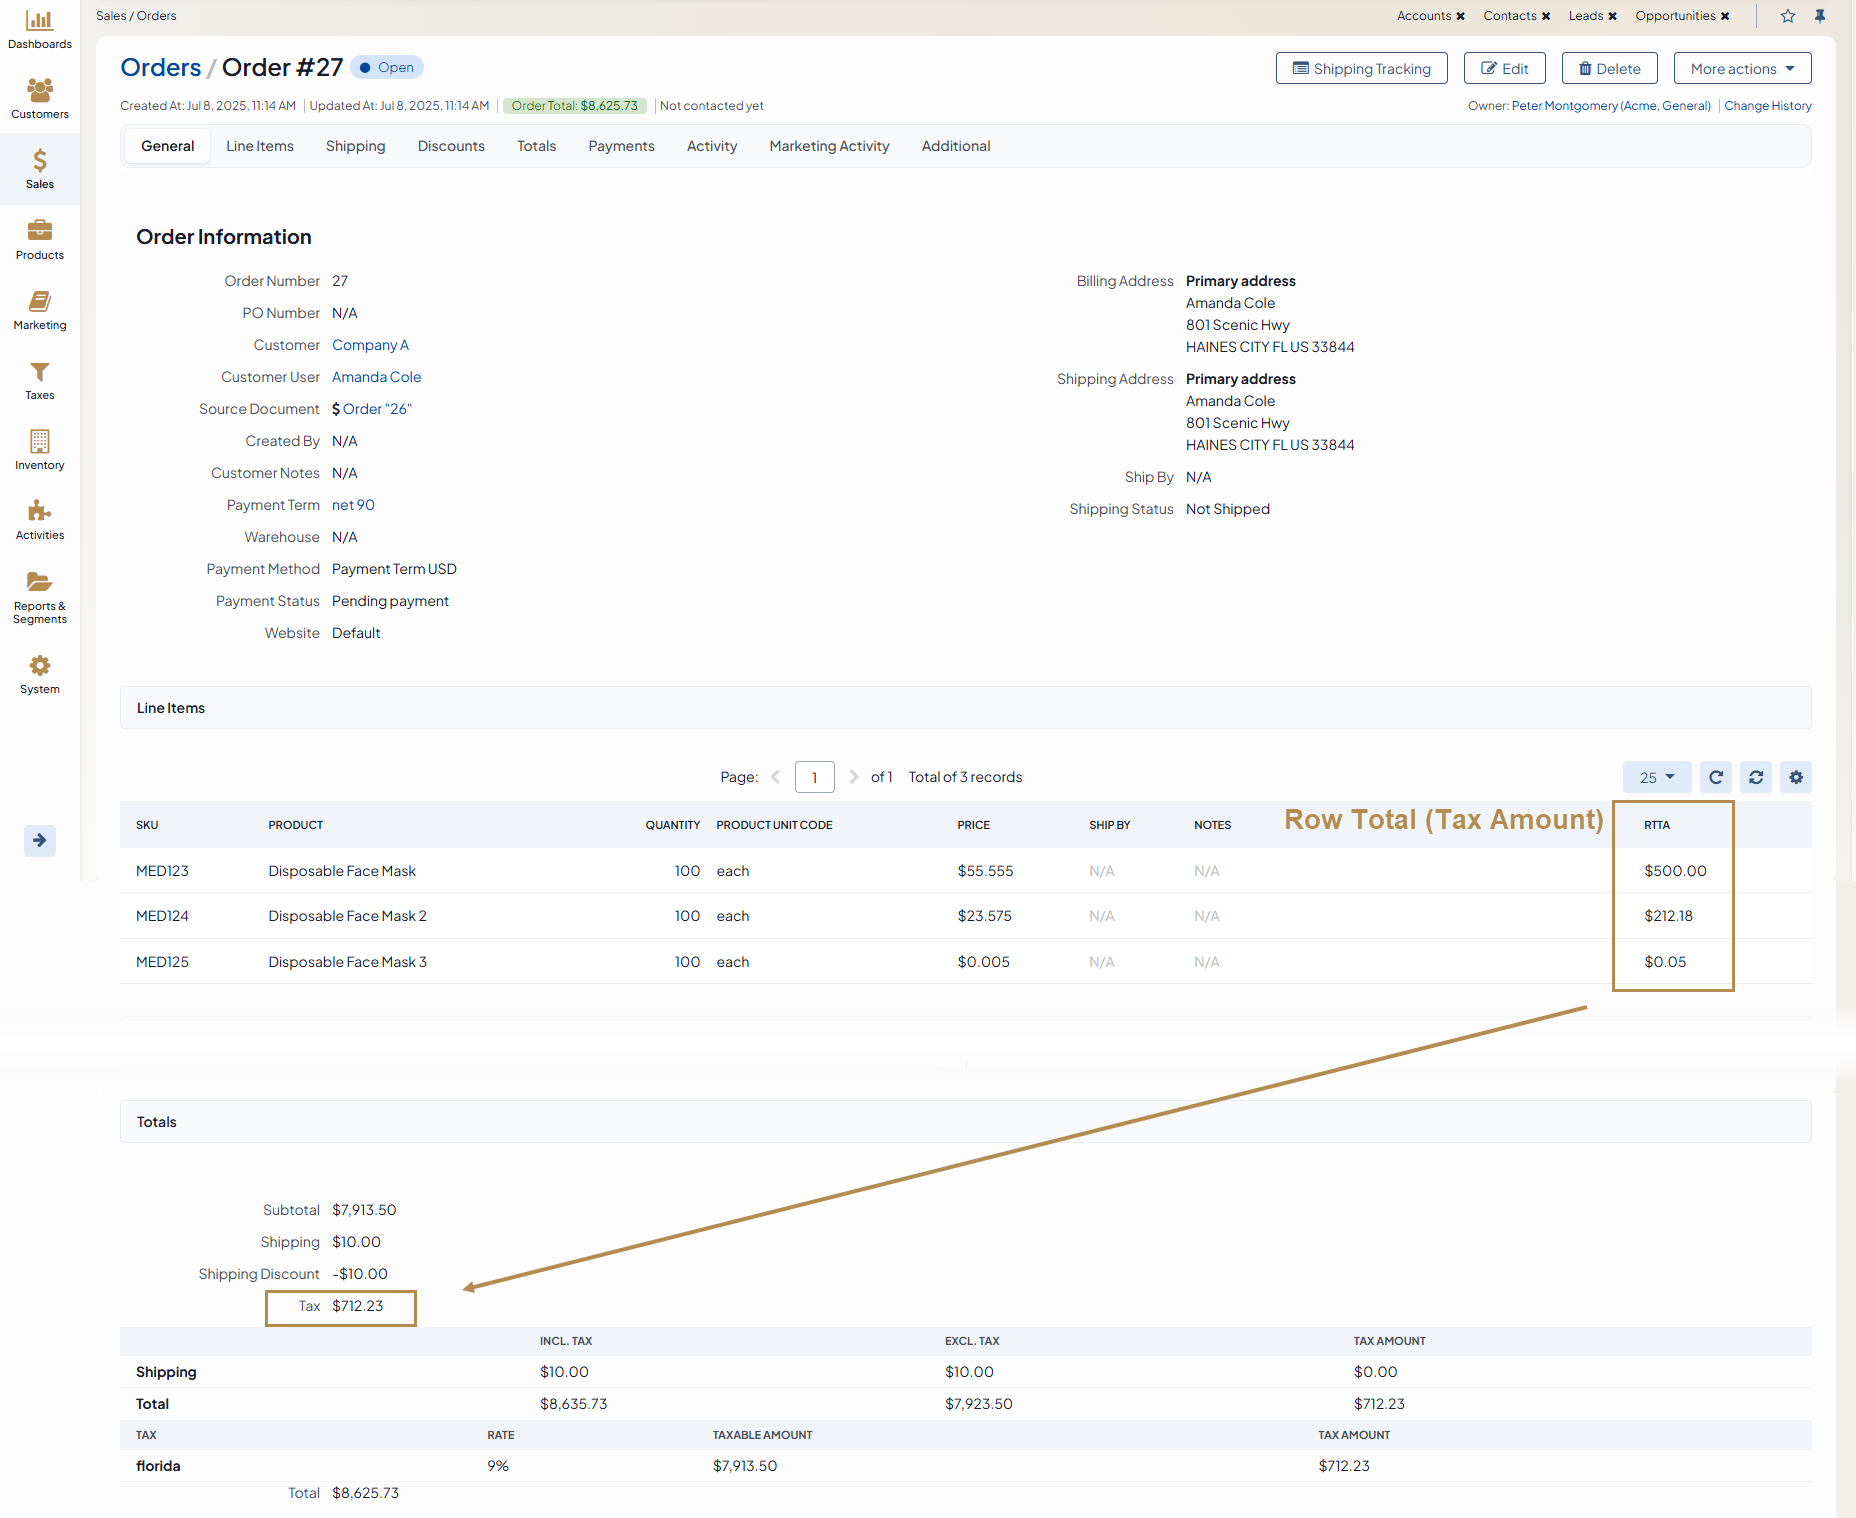 Dashboards
Customers
Sales
Products
Marketing
Taxes
Inventory
Activities
Reports &
Segments
System
Sales / Orders
Accounts ✖ Contacts ✖ Leads ✖ Opportunities ✖
Orders / Order #27 Open
Shipping Tracking Edit Delete More actions
Created At: Jul 8, 2025, 11:14 AM Updated At: Jul 8, 2025, 11:14 AM Order Total: $8,625.73 Not contacted yet
Owner: Peter Montgomery (Acme, General) Change History
General Line Items Shipping Discounts Totals Payments Activity Marketing Activity Additional
Order Information
Order Number 27
PO Number N/A
Customer Company A
Customer User Amanda Cole
Source Document $ Order "26"
Created By N/A
Customer Notes N/A
Payment Term net 90
Warehouse N/A
Payment Method Payment Term USD
Payment Status Pending payment
Website Default
Billing Address Primary address
Amanda Cole
801 Scenic Hwy
HAINES CITY FL US 33844
Shipping Address Primary address
Amanda Cole
801 Scenic Hwy
HAINES CITY FL US 33844
Ship By N/A
Shipping Status Not Shipped
Line Items
Page: 1 of 1 Total of 3 records 25
SKU PRODUCT QUANTITY PRODUCT UNIT CODE PRICE SHIP BY NOTES Row Total (Tax Amount) RTTA
MED123 Disposable Face Mask 100 each $55.555 N/A N/A $500.00
MED124 Disposable Face Mask 2 100 each $23.575 N/A N/A $212.18
MED125 Disposable Face Mask 3 100 each $0.005 N/A N/A $0.05
Totals
Subtotal $7,913.50
Shipping $10.00
Shipping Discount -$10.00
Tax $712.23
INCL. TAX EXCL. TAX TAX AMOUNT
Shipping $10.00 $10.00 $0.00
Total $8,635.73 $7,923.50 $712.23
TAX RATE TAXABLE AMOUNT TAX AMOUNT
florida 9% $7,913.50 $712.23
Total $8,625.73